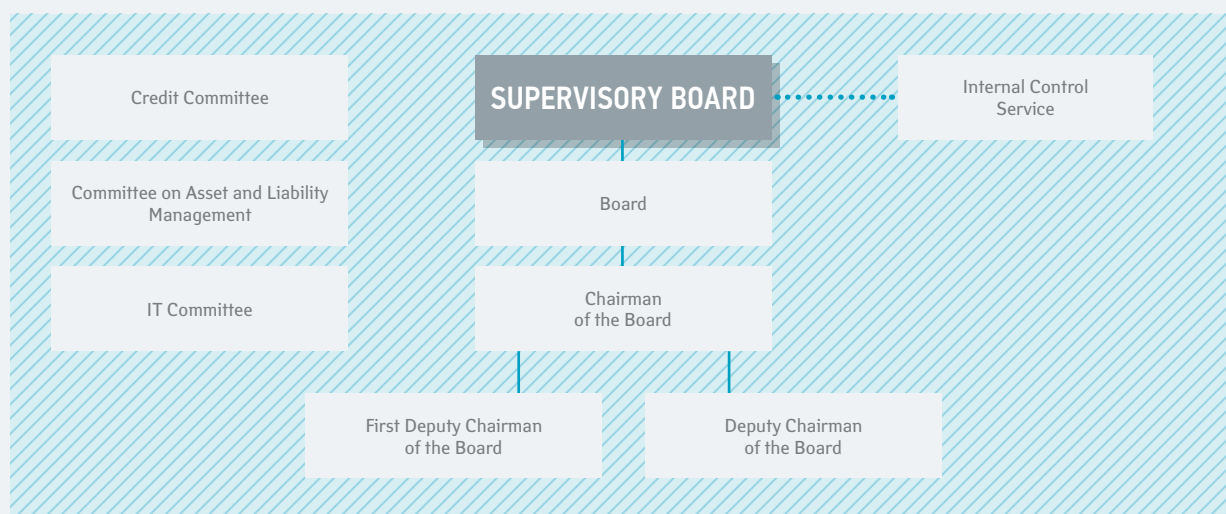 Credit Committee
SUPERVISORY BOARD
Internal Control
Service
Committee on Asset and Liability
Management
Board
IT Committee
Chairman
of the Board
First Deputy Chairman
of the Board
Deputy Chairman
of the Board